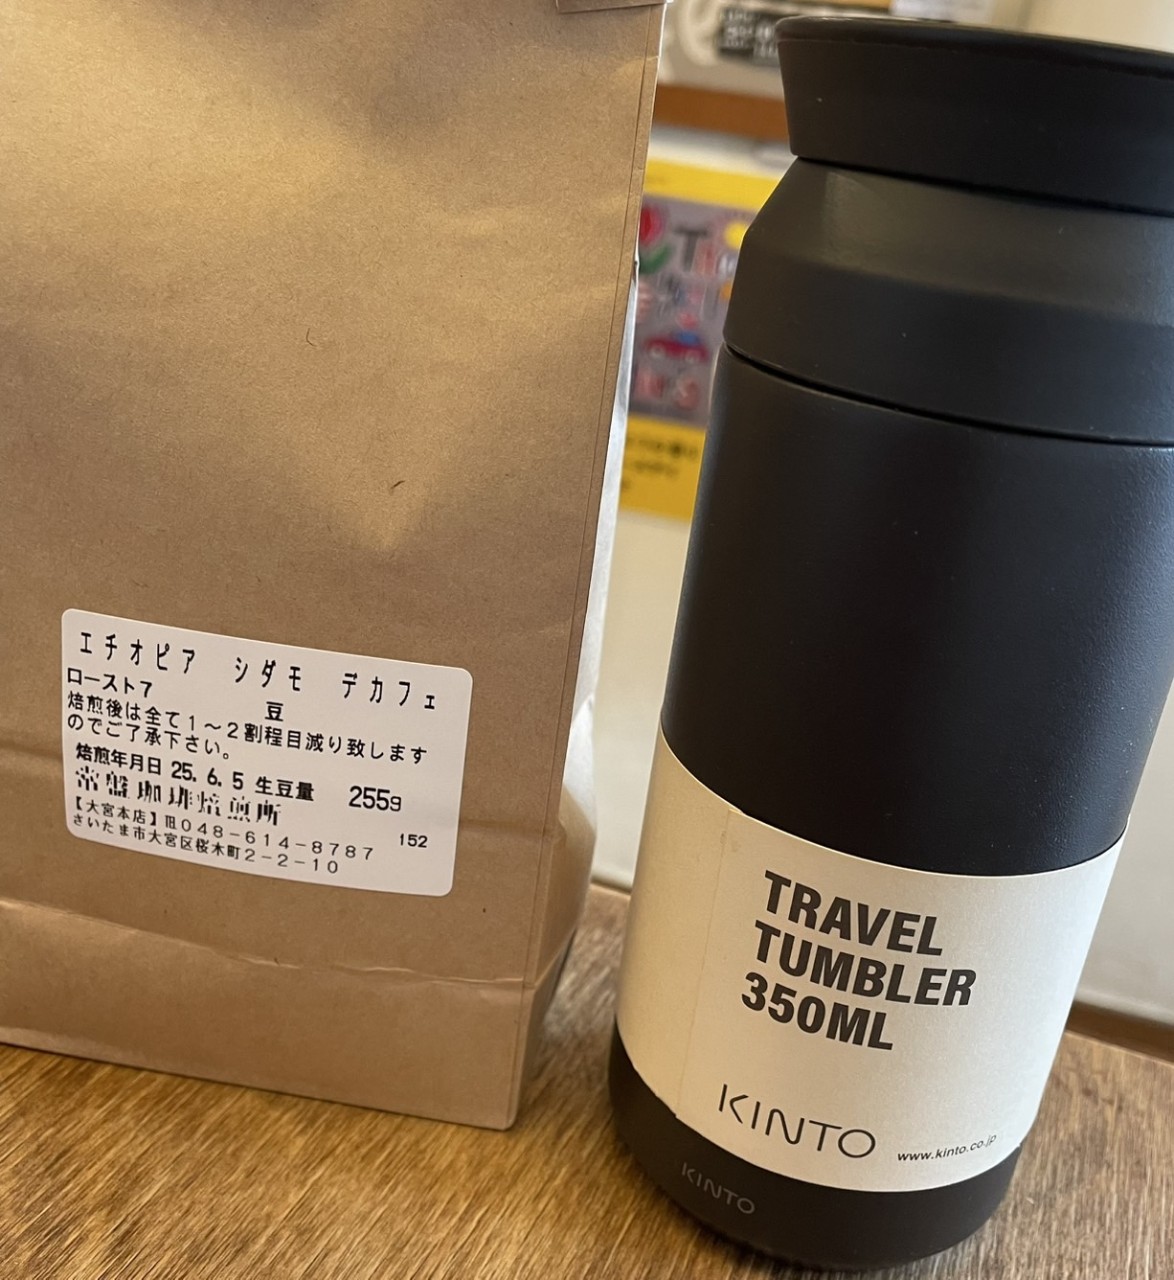 エチオピア シダモ デカフェ
ロースト7
豆
焙煎後は全て1～2割程目減り致します
のでご了承下さい。
焙煎年月日 25. 6. 5 生豆量 255g
常盤珈琲焙煎所
【大宮本店】℡048-614-8787 152
さいたま市大宮区桜木町2-2-10
TRAVEL
TUMBLER
350ML
KINTO
www.kinto.co.jp
KINTO